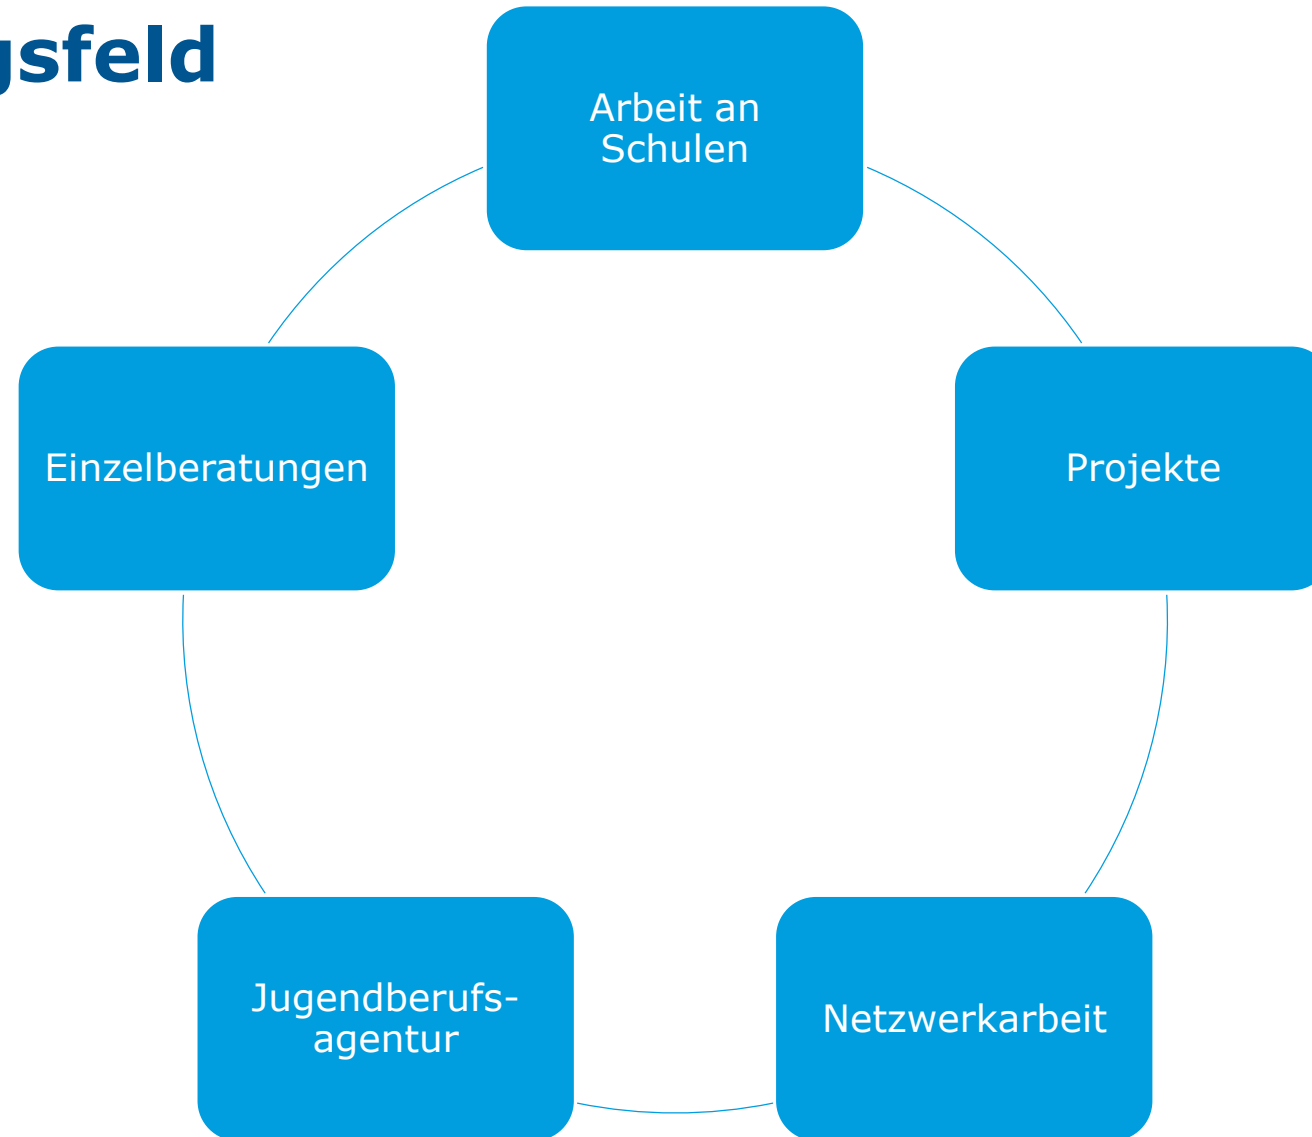 gsfeld
Arbeit an
Schulen
Einzelberatungen
Projekte
Jugendberufs-
agentur
Netzwerkarbeit